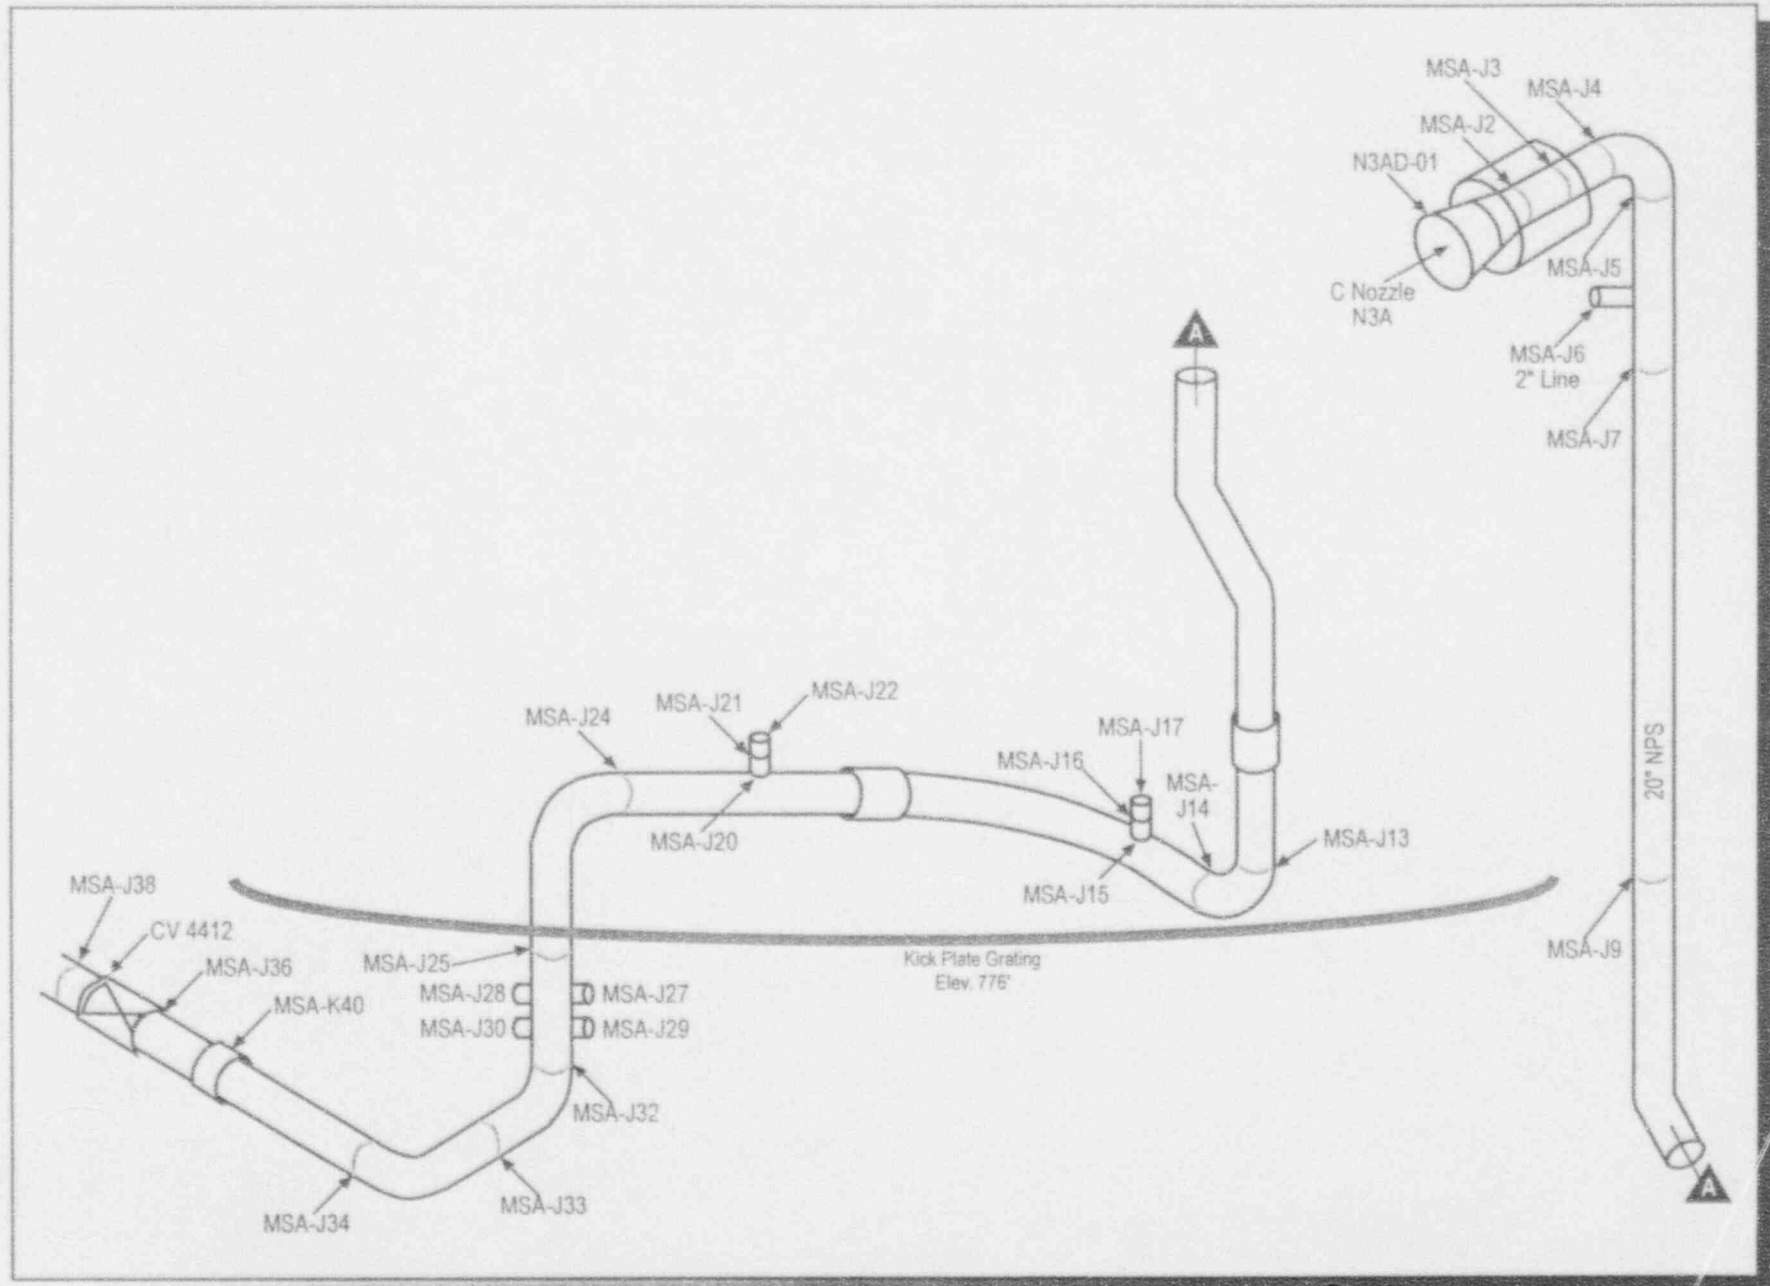 MSA-J3
MSA-J4
MSA-J2
N3AD-01
MSA-J5
C Nozzle
N3A
A
MSA-J6
2" Line
MSA-J7
MSA-J22
MSA-J21
MSA-J24
MSA-J17
MSA-J16
MSA-
J14
20" NPS
MSA-J20
MSA-J13
MSA-J15
MSA-J38
CV 4412
MSA-J36
MSA-J25
Kick Plate Grating
Elev. 776'
MSA-J9
MSA-J28
MSA-J27
MSA-K40
MSA-J30
MSA-J29
MSA-J32
MSA-J33
MSA-J34
A